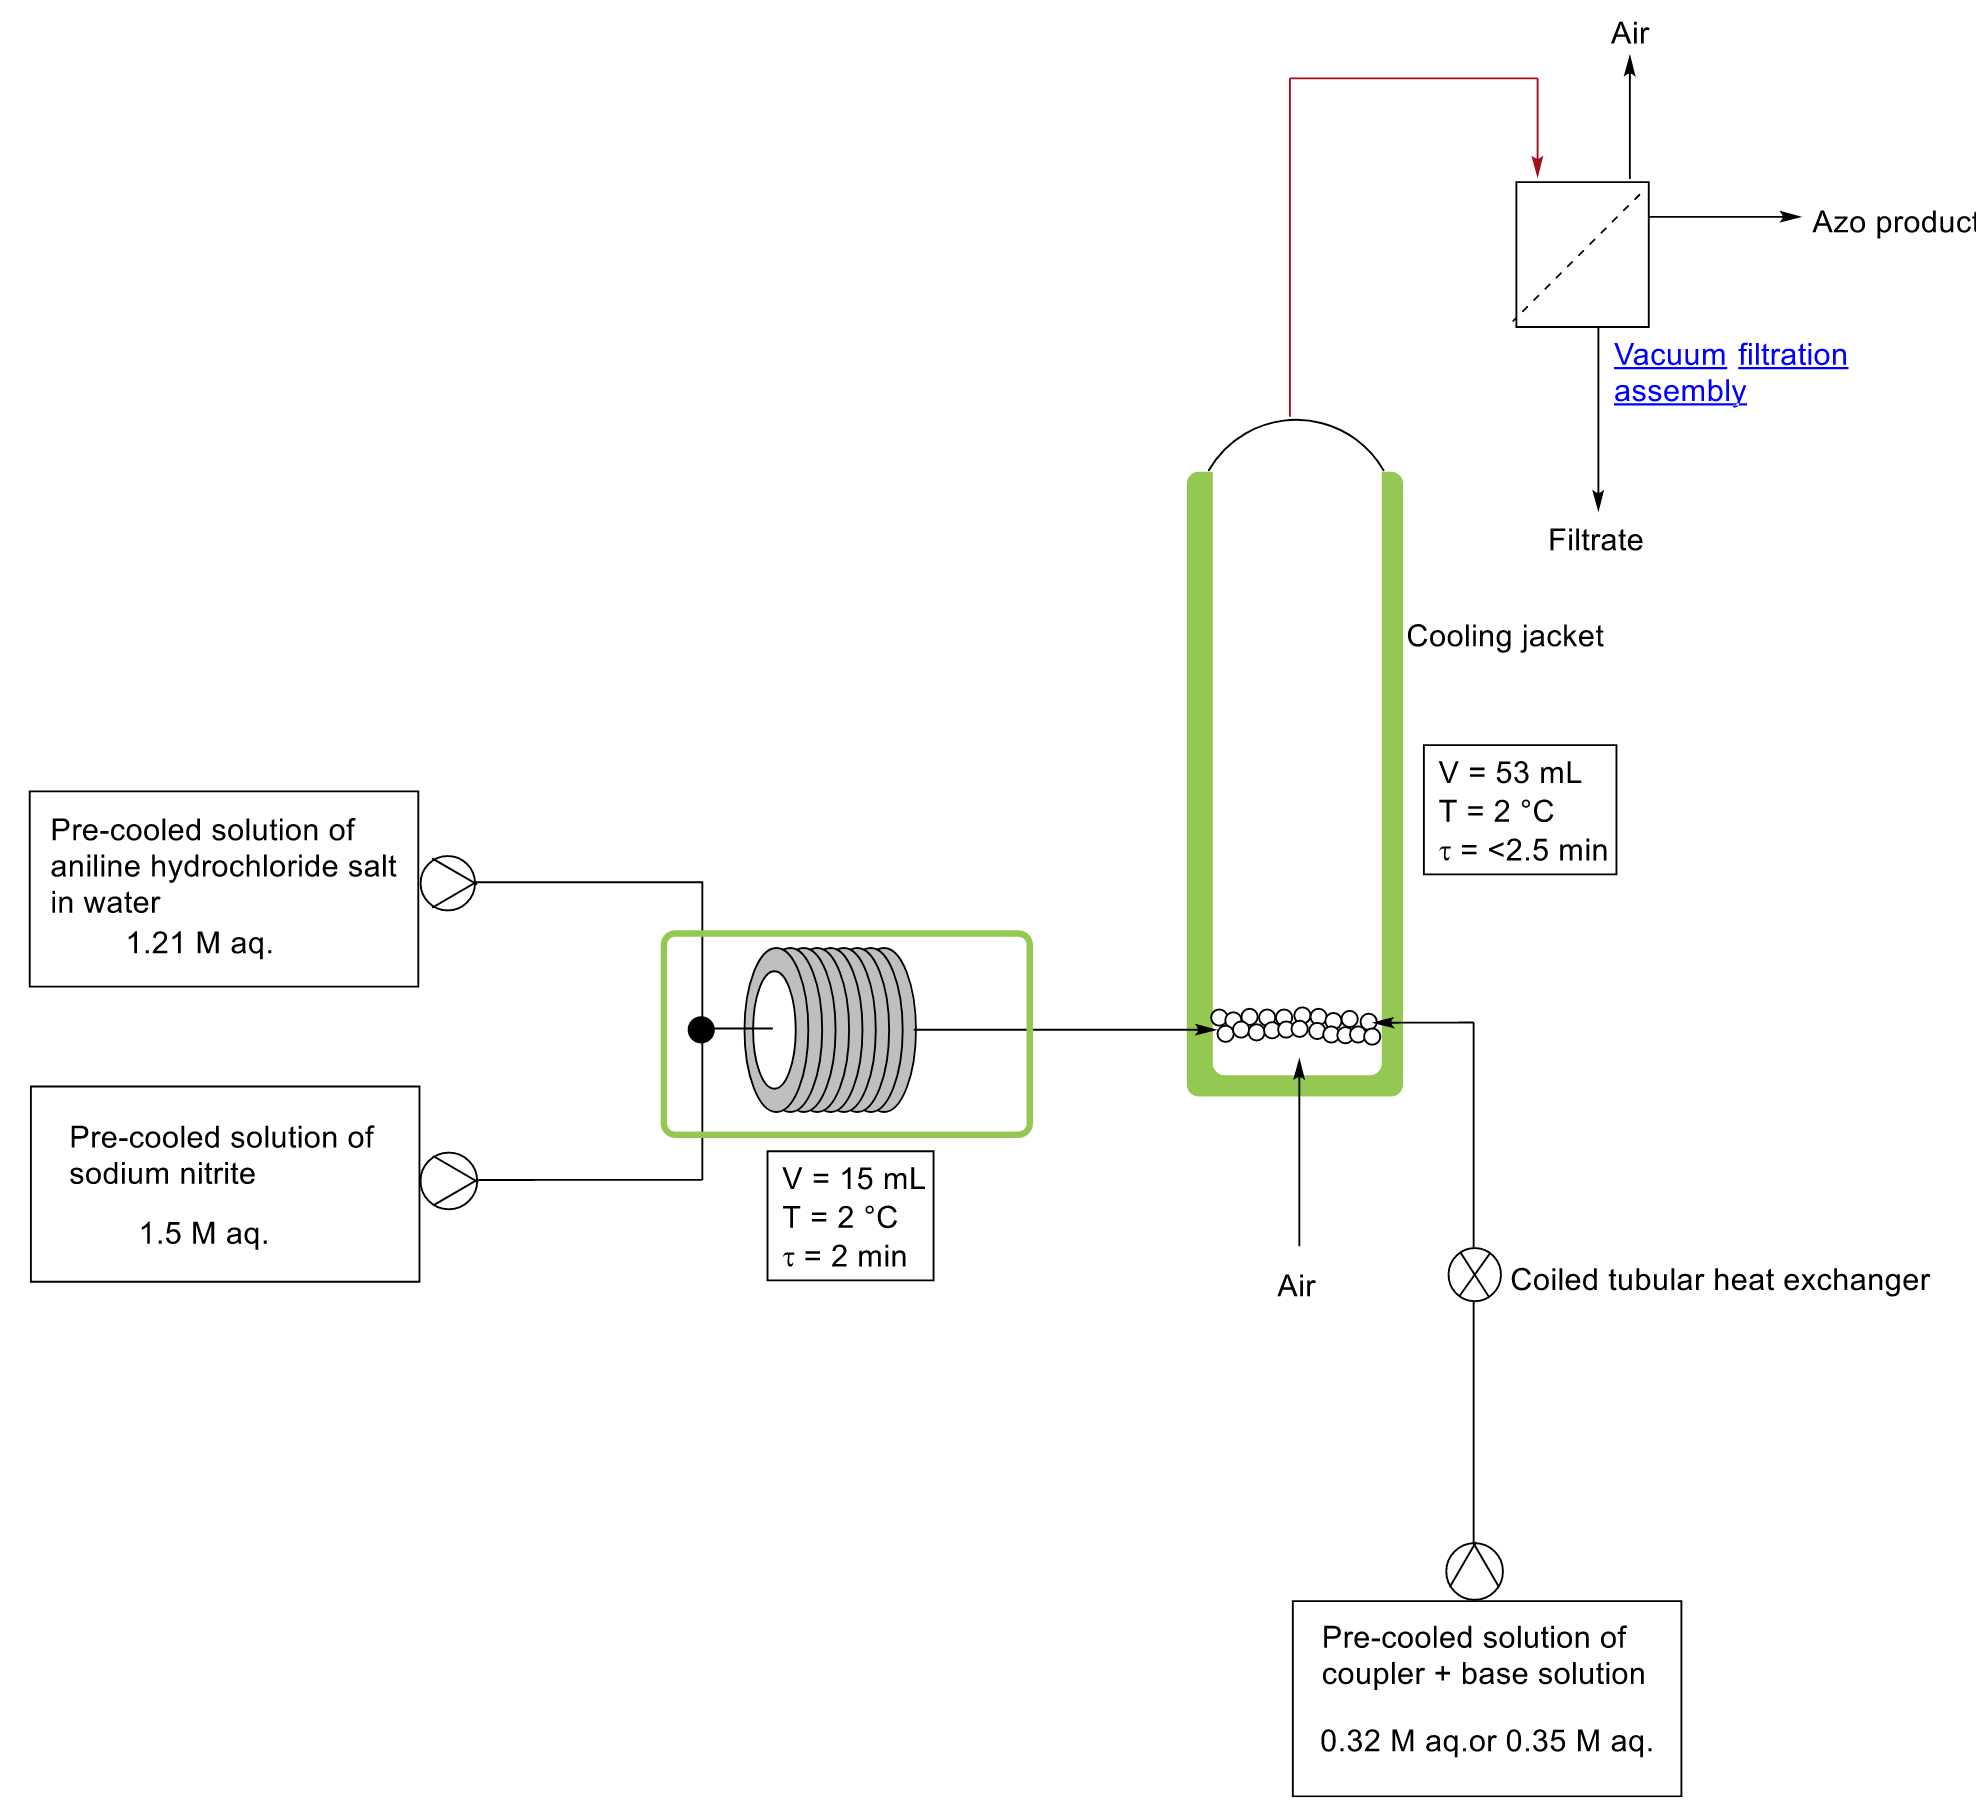 Air
Azo product
Vacuum filtration
assembly
Filtrate
Cooling jacket
V = 53 mL
T = 2 °C
τ = <2.5 min
Pre-cooled solution of
aniline hydrochloride salt
in water
1.21 M aq.
Pre-cooled solution of
sodium nitrite
1.5 M aq.
V = 15 mL
T = 2 °C
τ = 2 min
Air
Coiled tubular heat exchanger
Pre-cooled solution of
coupler + base solution
0.32 M aq.or 0.35 M aq.